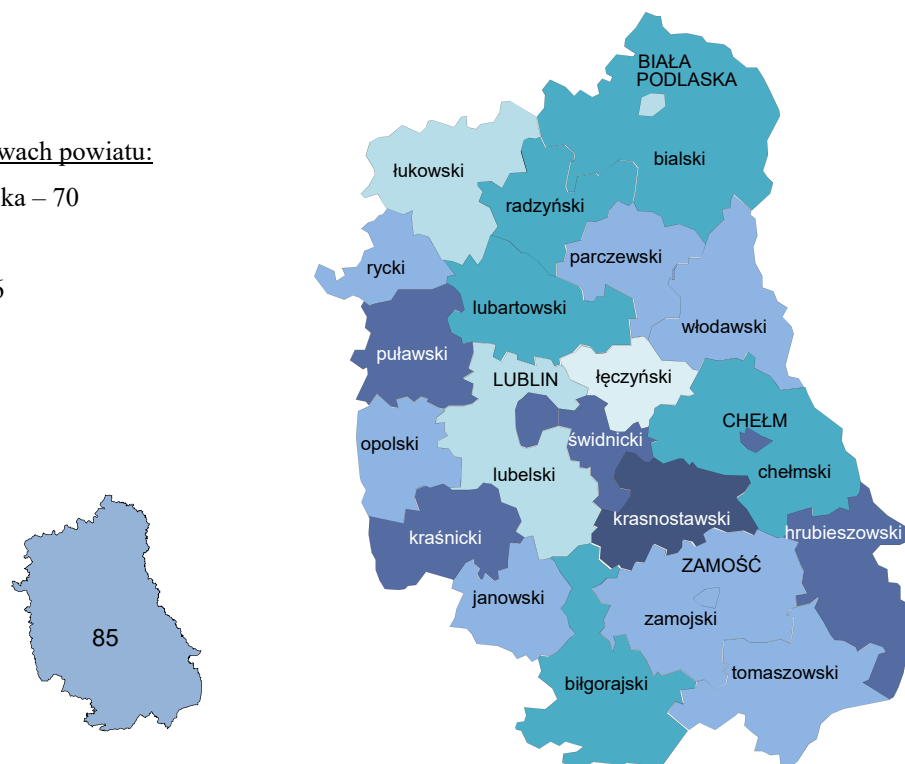 wach powiatu:
ka – 70
6
85
BIAŁA
PODLASKA
bialski
łukowski
radzyński
parczewski
rycki
lubartowski
włodawski
puławski
LUBLIN
łęczyński
CHEŁM
opolski
świdnicki
lubelski
chełmski
krasnostawski
hrubieszowski
kraśnicki
ZAMOŚĆ
janowski
zamojski
tomaszowski
biłgorajski